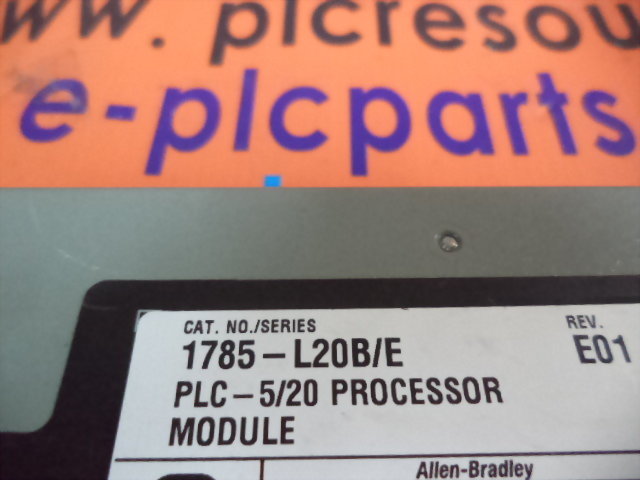 www. plcresou
e-plcparts
CAT. NO./SERIES
REV.
1785-L20B/E
E01
PLC-5/20 PROCESSOR
MODULE
Allen-Bradley